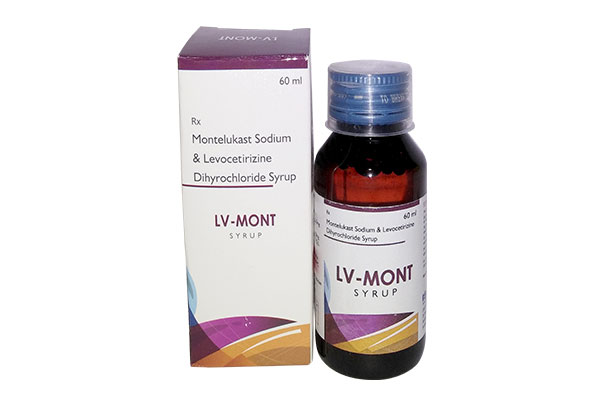 LV-MONT
60 ml
Rx
Montelukast Sodium
& Levocetirizine
Dihyrochloride Syrup
LV-MONT
SYRUP
Rx
60 ml
Montelukast Sodium & Levocetirizine
Dihyrochloride Syrup
LV-MONT
SYRUP